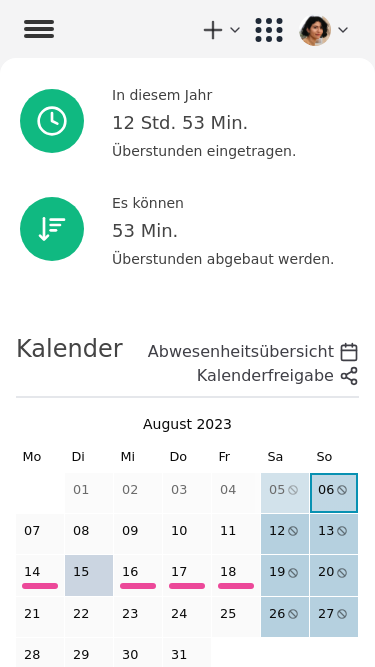 In diesem Jahr
12 Std. 53 Min.
Überstunden eingetragen.
Es können
53 Min.
Überstunden abgebaut werden.
Kalender
Abwesenheitsübersicht
Kalenderfreigabe
August 2023
Mo Di Mi Do Fr Sa So
01 02 03 04 05 06
07 08 09 10 11 12 13
14 15 16 17 18 19 20
21 22 23 24 25 26 27
28 29 30 31